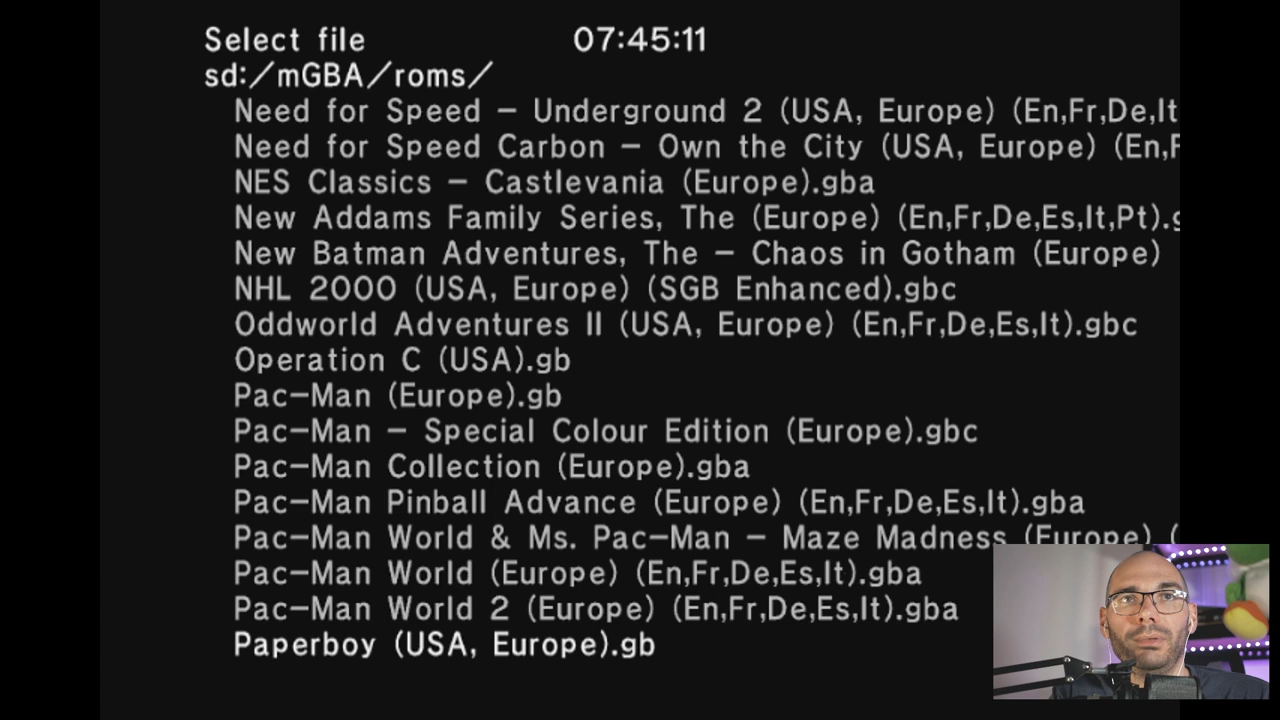 Select file 07:45:11
sd:/mGBA/roms/
Need for Speed – Underground 2 (USA, Europe) (En,Fr,De,It
Need for Speed Carbon – Own the City (USA, Europe) (En,F
NES Classics – Castlevania (Europe).gba
New Addams Family Series, The (Europe) (En,Fr,De,Es,It,Pt).g
New Batman Adventures, The – Chaos in Gotham (Europe)
NHL 2000 (USA, Europe) (SGB Enhanced).gbc
Oddworld Adventures II (USA, Europe) (En,Fr,De,Es,It).gbc
Operation C (USA).gb
Pac–Man (Europe).gb
Pac–Man – Special Colour Edition (Europe).gbc
Pac–Man Collection (Europe).gba
Pac–Man Pinball Advance (Europe) (En,Fr,De,Es,It).gba
Pac–Man World & Ms. Pac–Man – Maze Madness (Europe) (
Pac–Man World (Europe) (En,Fr,De,Es,It).gba
Pac–Man World 2 (Europe) (En,Fr,De,Es,It).gba
Paperboy (USA, Europe).gb